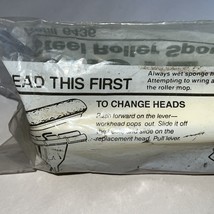 6436
Steel Roller Spo
EAD THIS FIRST
Always wet sponge
Attempting to wring a
the roller mop.
TO CHANGE HEADS
Push forward on the lever—
workhead pops out. Slide it off
and slide on the
replacement head. Pull lever